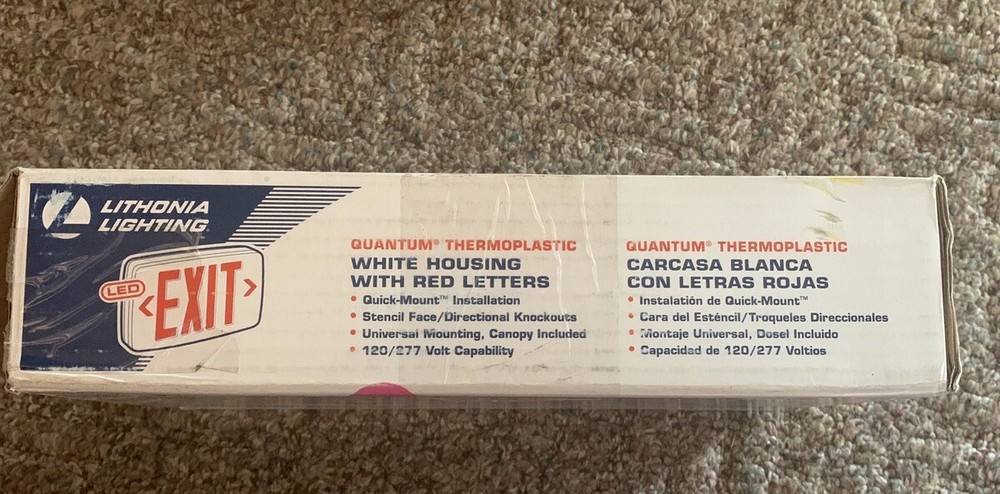 LITHONIA
LIGHTING
LED
EXIT
QUANTUM® THERMOPLASTIC
WHITE HOUSING
WITH RED LETTERS
• Quick-Mount™ Installation
• Stencil Face/Directional Knockouts
• Universal Mounting, Canopy Included
• 120/277 Volt Capability
QUANTUM® THERMOPLASTIC
CARCASA BLANCA
CON LETRAS ROJAS
• Instalatión de Quick-Mount™
• Cara del Esténcil/Troqueles Direccionales
• Montaje Universal, Dosel Incluido
• Capacidad de 120/277 Voltios